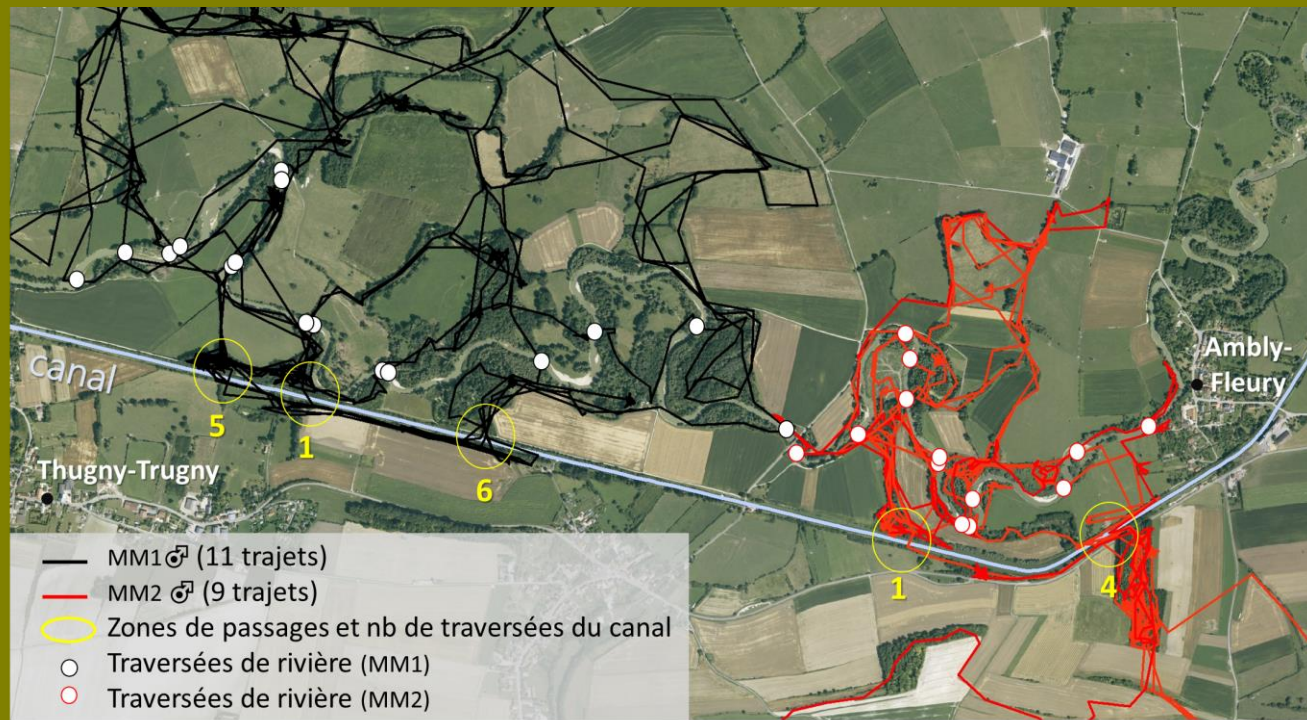 Canal
Ambly-
Fleury
5
1
6
Thugny-Trugny
1
4
MM1♂ (11 trajets)
MM2 ♂ (9 trajets)
Zones de passages et nb de traversées du canal
Traversées de rivière (MM1)
Traversées de rivière (MM2)